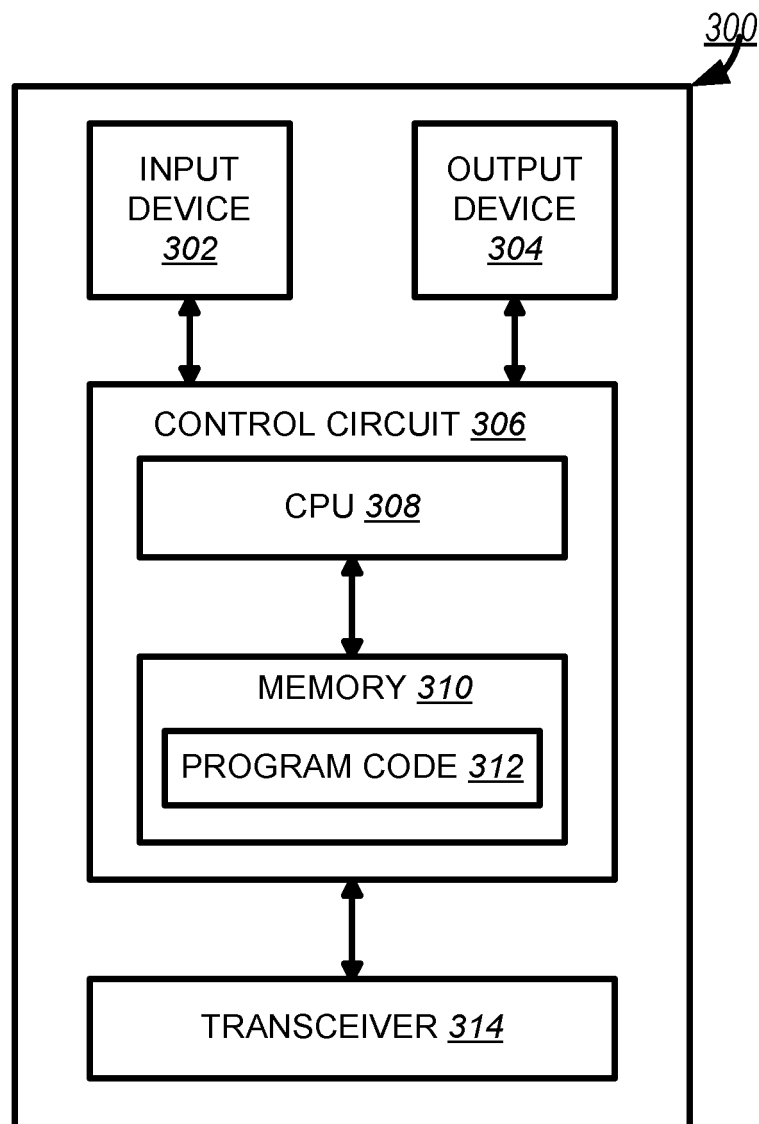 300
INPUT
DEVICE
302
OUTPUT
DEVICE
304
CONTROL CIRCUIT 306
CPU 308
MEMORY 310
PROGRAM CODE 312
TRANSCEIVER 314